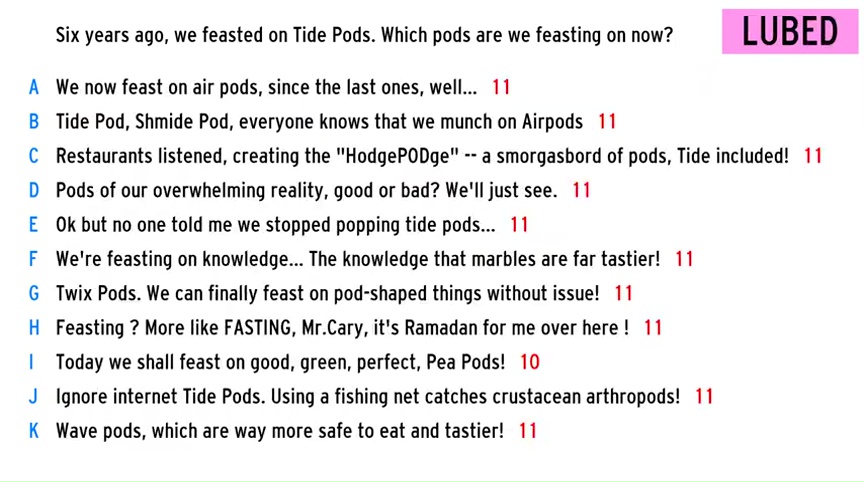 Six years ago, we feasted on Tide Pods. Which pods are we feasting on now?
LUBED
A We now feast on air pods, since the last ones, well... 11
B Tide Pod, Shmide Pod, everyone knows that we munch on Airpods 11
C Restaurants listened, creating the "HodgePODge" -- a smorgasbord of pods, Tide included! 11
D Pods of our overwhelming reality, good or bad? We'll just see. 11
E Ok but no one told me we stopped popping tide pods... 11
F We're feasting on knowledge... The knowledge that marbles are far tastier! 11
G Twix Pods. We can finally feast on pod-shaped things without issue! 11
H Feasting ? More like FASTING, Mr.Cary, it's Ramadan for me over here ! 11
I Today we shall feast on good, green, perfect, Pea Pods! 10
J Ignore internet Tide Pods. Using a fishing net catches crustacean arthropods! 11
K Wave pods, which are way more safe to eat and tastier! 11